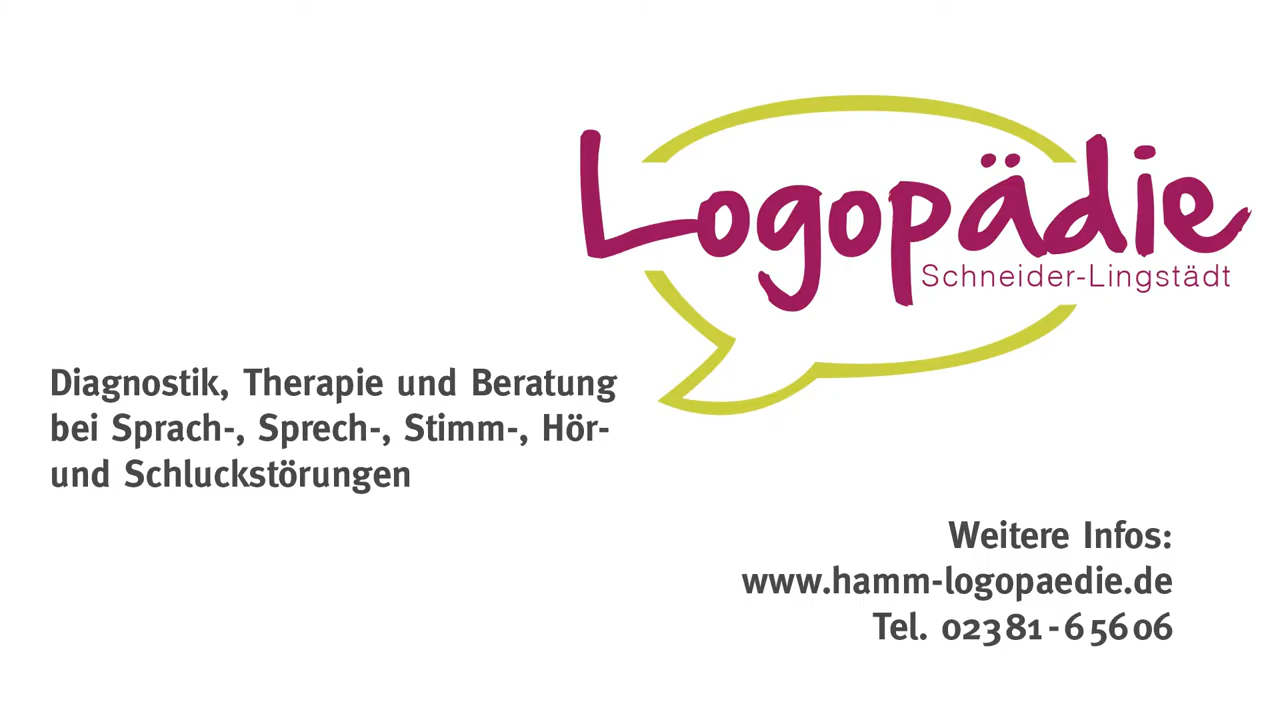 Logopädie
Schneider-Lingstädt
Diagnostik, Therapie und Beratung
bei Sprach-, Sprech-, Stimm-, Hör-
und Schluckstörungen
Weitere Infos:
www.hamm-logopaedie.de
Tel. 02381-65606